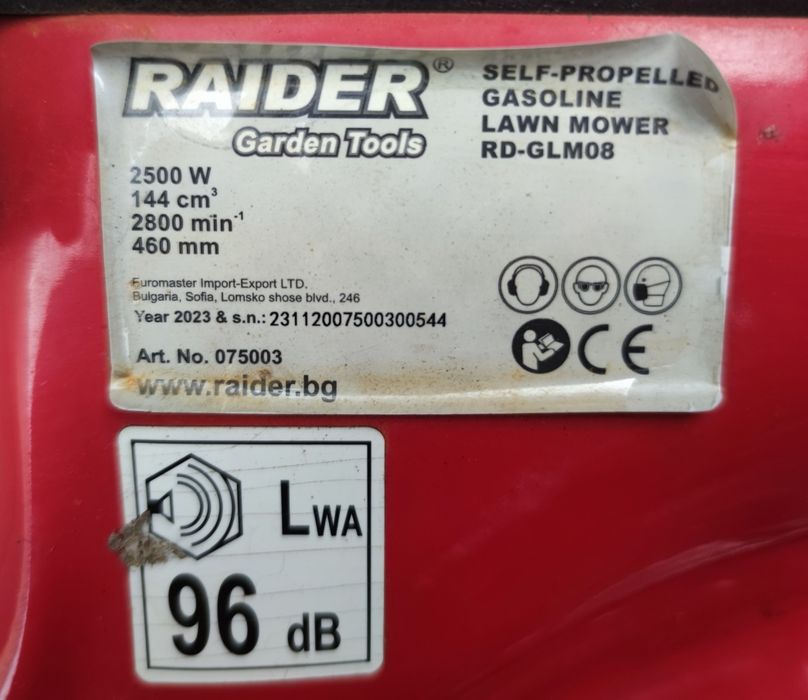 RAIDER®
Garden Tools
SELF-PROPELLED
GASOLINE
LAWN MOWER
RD-GLM08
2500 W
144 cm³
2800 min⁻¹
460 mm
Euromaster Import-Export LTD.
Bulgaria, Sofia, Lomsko shose blvd., 246
Year 2023 & s.n.: 23112007500300544
Art. No. 075003
www.raider.bg
CE
LWA
96 dB